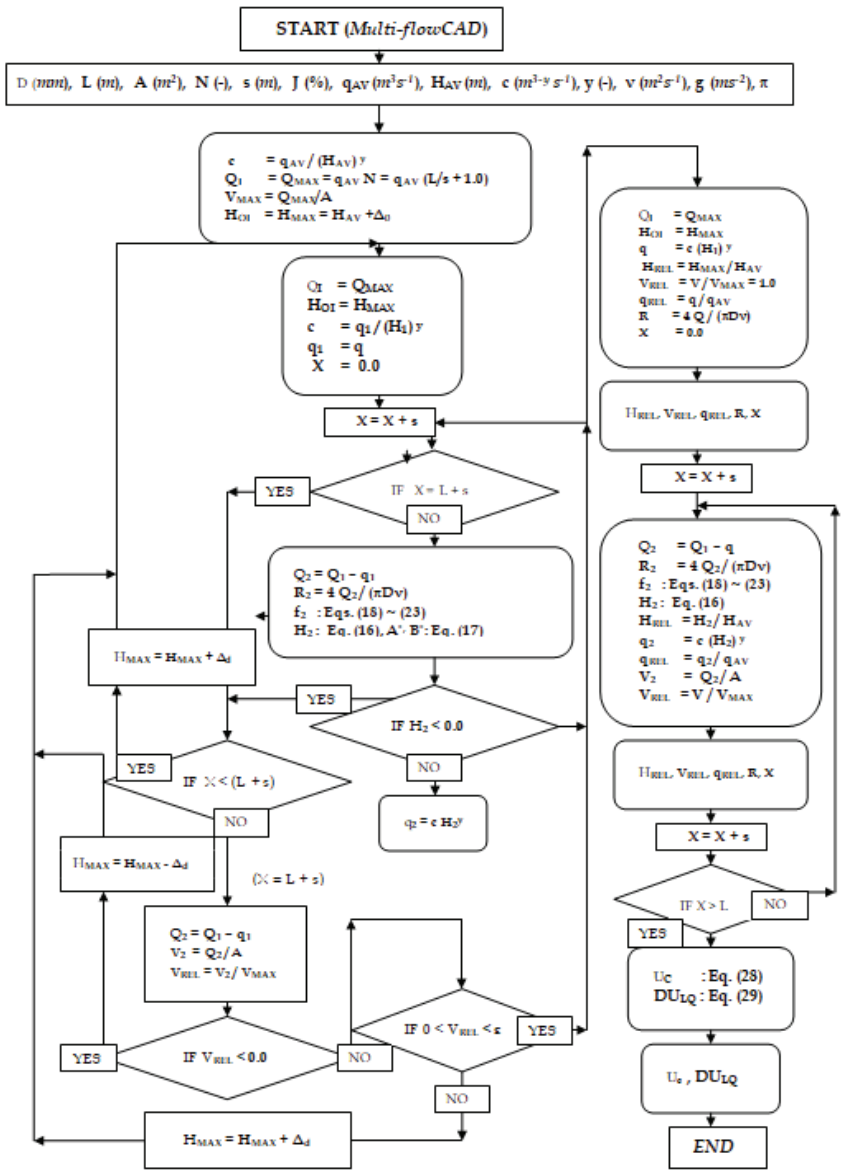 START (Multi-flowCAD)
D (mm), L (m), A (m²), N (-), s (m), J (%), qAV (m³s⁻¹), HAV (m), c (m³⁻ʸ s⁻¹), y (-), ν (m²s⁻¹), g (ms⁻²), π
c = qAV / (HAV) ʸ
Q1 = QMAX = qAV N = qAV (L/s + 1.0)
VMAX = QMAX/A
HOI = HMAX = HAV +Δ0
QI = QMAX
HOI = HMAX
c = q1/ (H1) ʸ
q1 = q
X = 0.0
X = X + s
IF X = L + s
YES
NO
Q2 = Q1 – q1
R2 = 4 Q2/ (πDν)
f2 : Eqs. (18) ~ (23)
H2 : Eq. (16), A*, B*: Eq. (17)
HMAX = HMAX + Δd
YES
IF H2 < 0.0
NO
q2 = c H2ʸ
YES
IF X < (L + s)
NO
HMAX = HMAX - Δd
(X = L + s)
Q2 = Q1 – q1
V2 = Q2/A
VREL = V2/ VMAX
YES
IF VREL < 0.0
NO
IF 0 < VREL < ε
YES
NO
HMAX = HMAX + Δd
QI = QMAX
HOI = HMAX
q = c (H1) ʸ
HREL = HMAX/ HAV
VREL = V/ VMAX = 1.0
qREL = q/ qAV
R = 4 Q/ (πDν)
X = 0.0
HREL, VREL, qREL, R, X
X = X + s
Q2 = Q1 – q
R2 = 4 Q2/ (πDν)
f2 : Eqs. (18) ~ (23)
H2 : Eq. (16)
HREL = H2/ HAV
q2 = c (H2) ʸ
qREL = q2/ qAV
V2 = Q2/A
VREL = V/ VMAX
HREL, VREL, qREL, R, X
X = X + s
IF X > L
NO
YES
UC : Eq. (28)
DULQ : Eq. (29)
Uc , DULQ
END